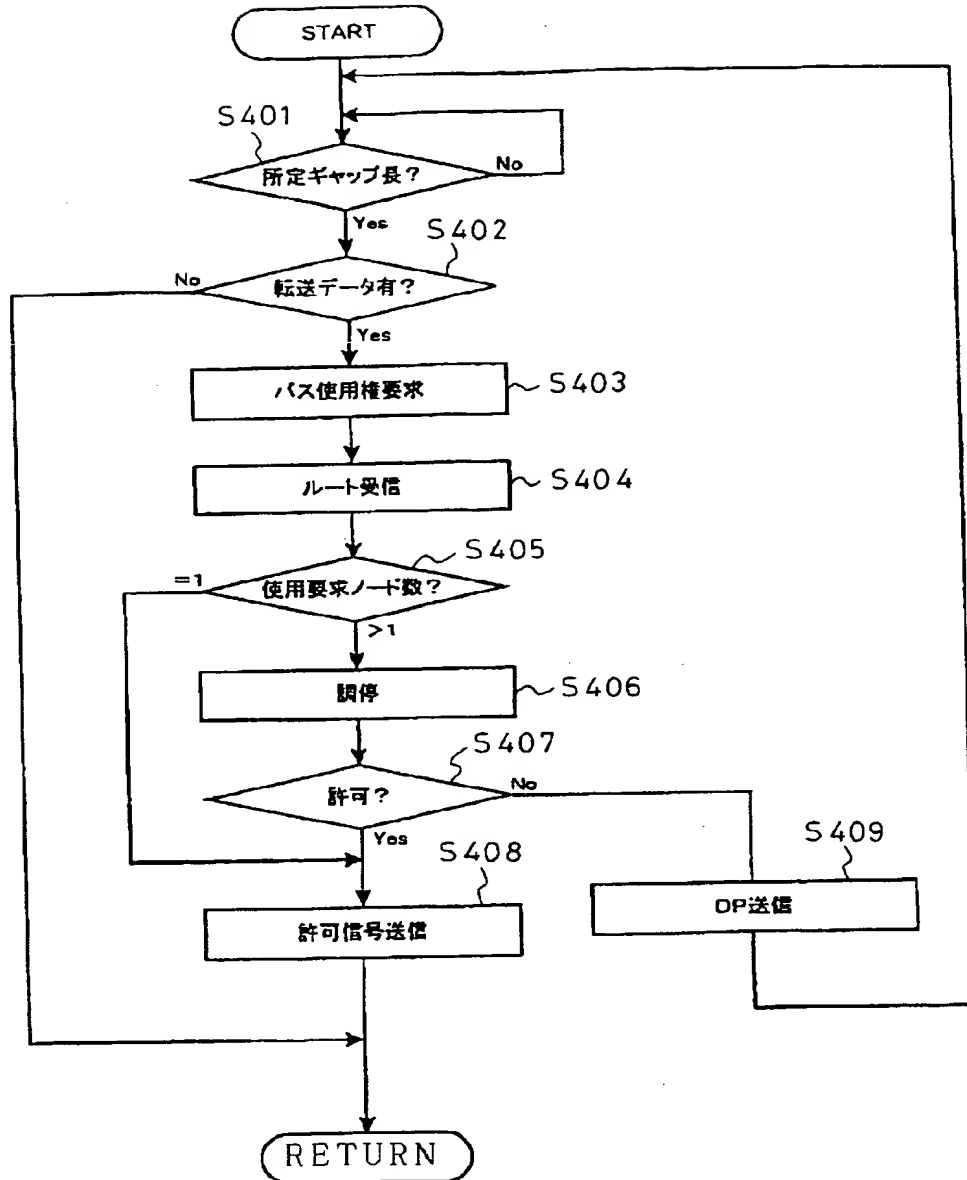 START
S401
所定ギャップ長?
No
Yes
S402
No
転送データ有?
Yes
バス使用権要求
S403
ルート受信
S404
S405
=1
使用要求ノード数?
>1
調停
S406
S407
許可?
No
Yes
S408
S409
許可信号送信
DP送信
RETURN